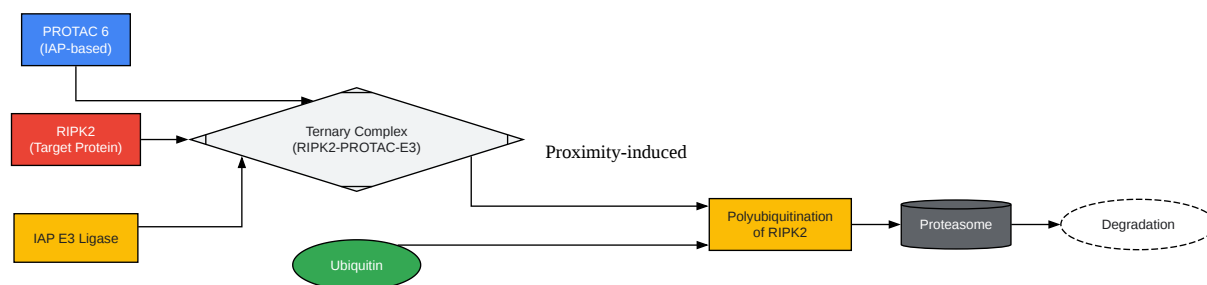 PROTAC 6
(IAP-based)
RIPK2
(Target Protein)
IAP E3 Ligase
Ternary Complex
(RIPK2-PROTAC-E3)
Proximity-induced
Ubiquitin
Polyubiquitination
of RIPK2
Proteasome
Degradation